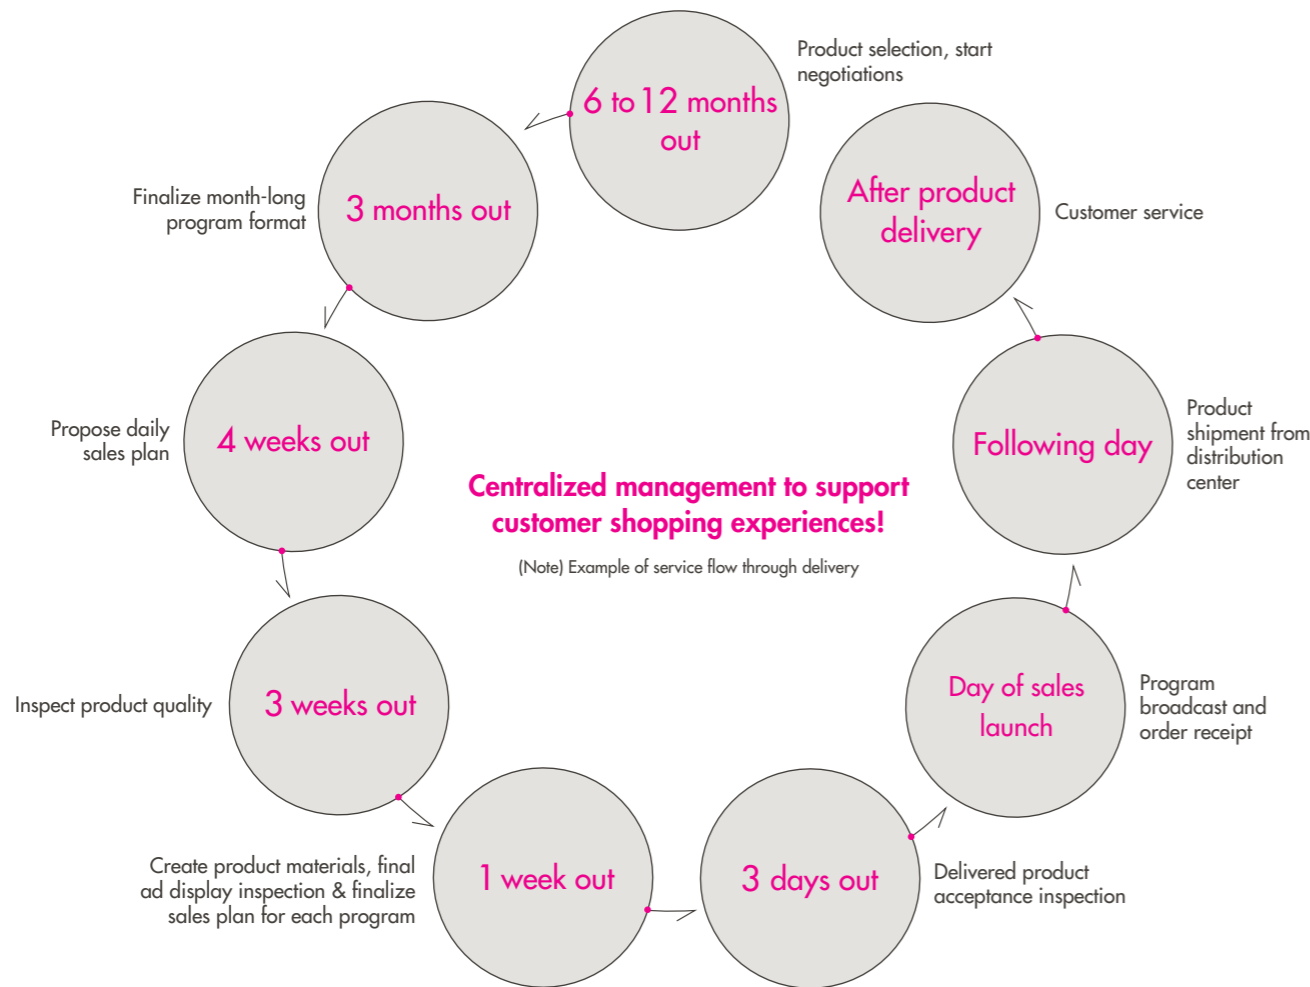 6 to 12 months
out
Product selection, start
negotiations
3 months out
Finalize month-long
program format
4 weeks out
Propose daily
sales plan
3 weeks out
Inspect product quality
1 week out
Create product materials, final
ad display inspection & finalize
sales plan for each program
3 days out
Delivered product
acceptance inspection
Day of sales
launch
Program
broadcast and
order receipt
Following day
Product
shipment from
distribution
center
After product
delivery
Customer service
Centralized management to support
customer shopping experiences!
(Note) Example of service flow through delivery